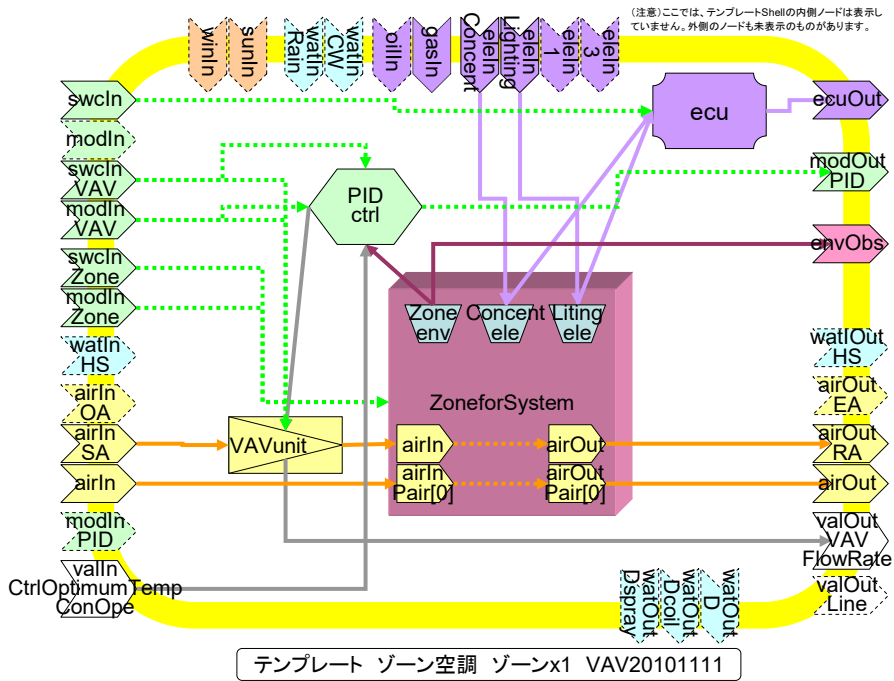 (注意)ここでは、テンプレートShellの内側ノードは表示し
ていません。外側のノードも未表示のものがあります。
winIn
sunIn
watIn
Rain
watIn
CW
oilIn
gasIn
eleIn
Concent
eleIn
Lighting
eleIn
1
eleIn
3
swcIn
modIn
swcIn
VAV
modIn
VAV
swcIn
Zone
modIn
Zone
watIn
HS
airIn
OA
airIn
SA
airIn
modIn
PID
valIn
CtrlOptimumTemp
ConOpe
PID
ctrl
ecu
Zone
env
Concent
ele
Liting
ele
ZoneforSystem
VAVunit
airIn
airOut
airIn
Pair[0]
airOut
Pair[0]
ecuOut
modOut
PID
envObs
watIOut
HS
airOut
EA
airOut
RA
airOut
valOut
VAV
FlowRate
valOut
Line
watOut
Dspray
watOut
Dcoil
watOut
D
テンプレート ゾーン空調 ゾーンx1 VAV20101111